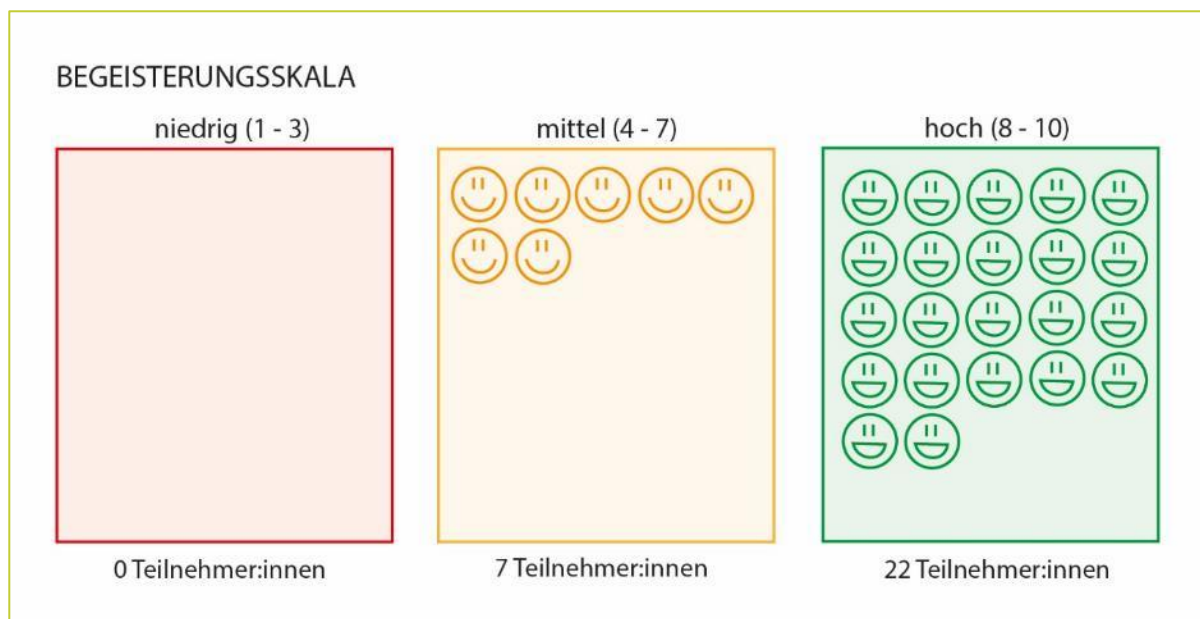 BEGEISTERUNGSSKALA
niedrig (1 - 3)
mittel (4 - 7)
hoch (8 - 10)
0 Teilnehmer:innen
7 Teilnehmer:innen
22 Teilnehmer:innen